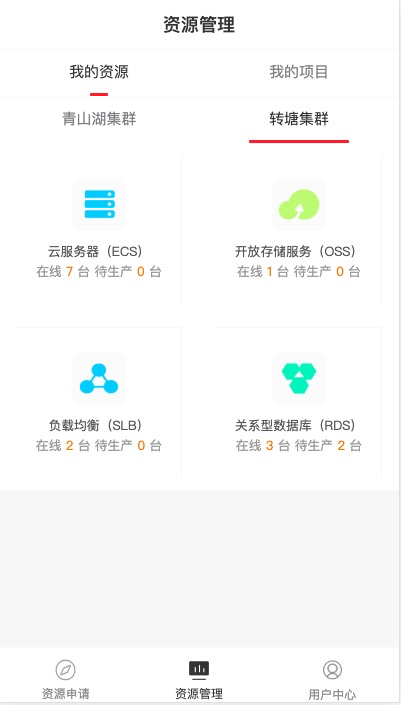 资源管理
我的资源 我的项目
青山湖集群 转塘集群
云服务器（ECS） 开放存储服务（OSS）
在线 7 台 待生产 0 台 在线 1 台 待生产 0 台
负载均衡（SLB） 关系型数据库（RDS）
在线 2 台 待生产 0 台 在线 3 台 待生产 2 台
资源申请 资源管理 用户中心